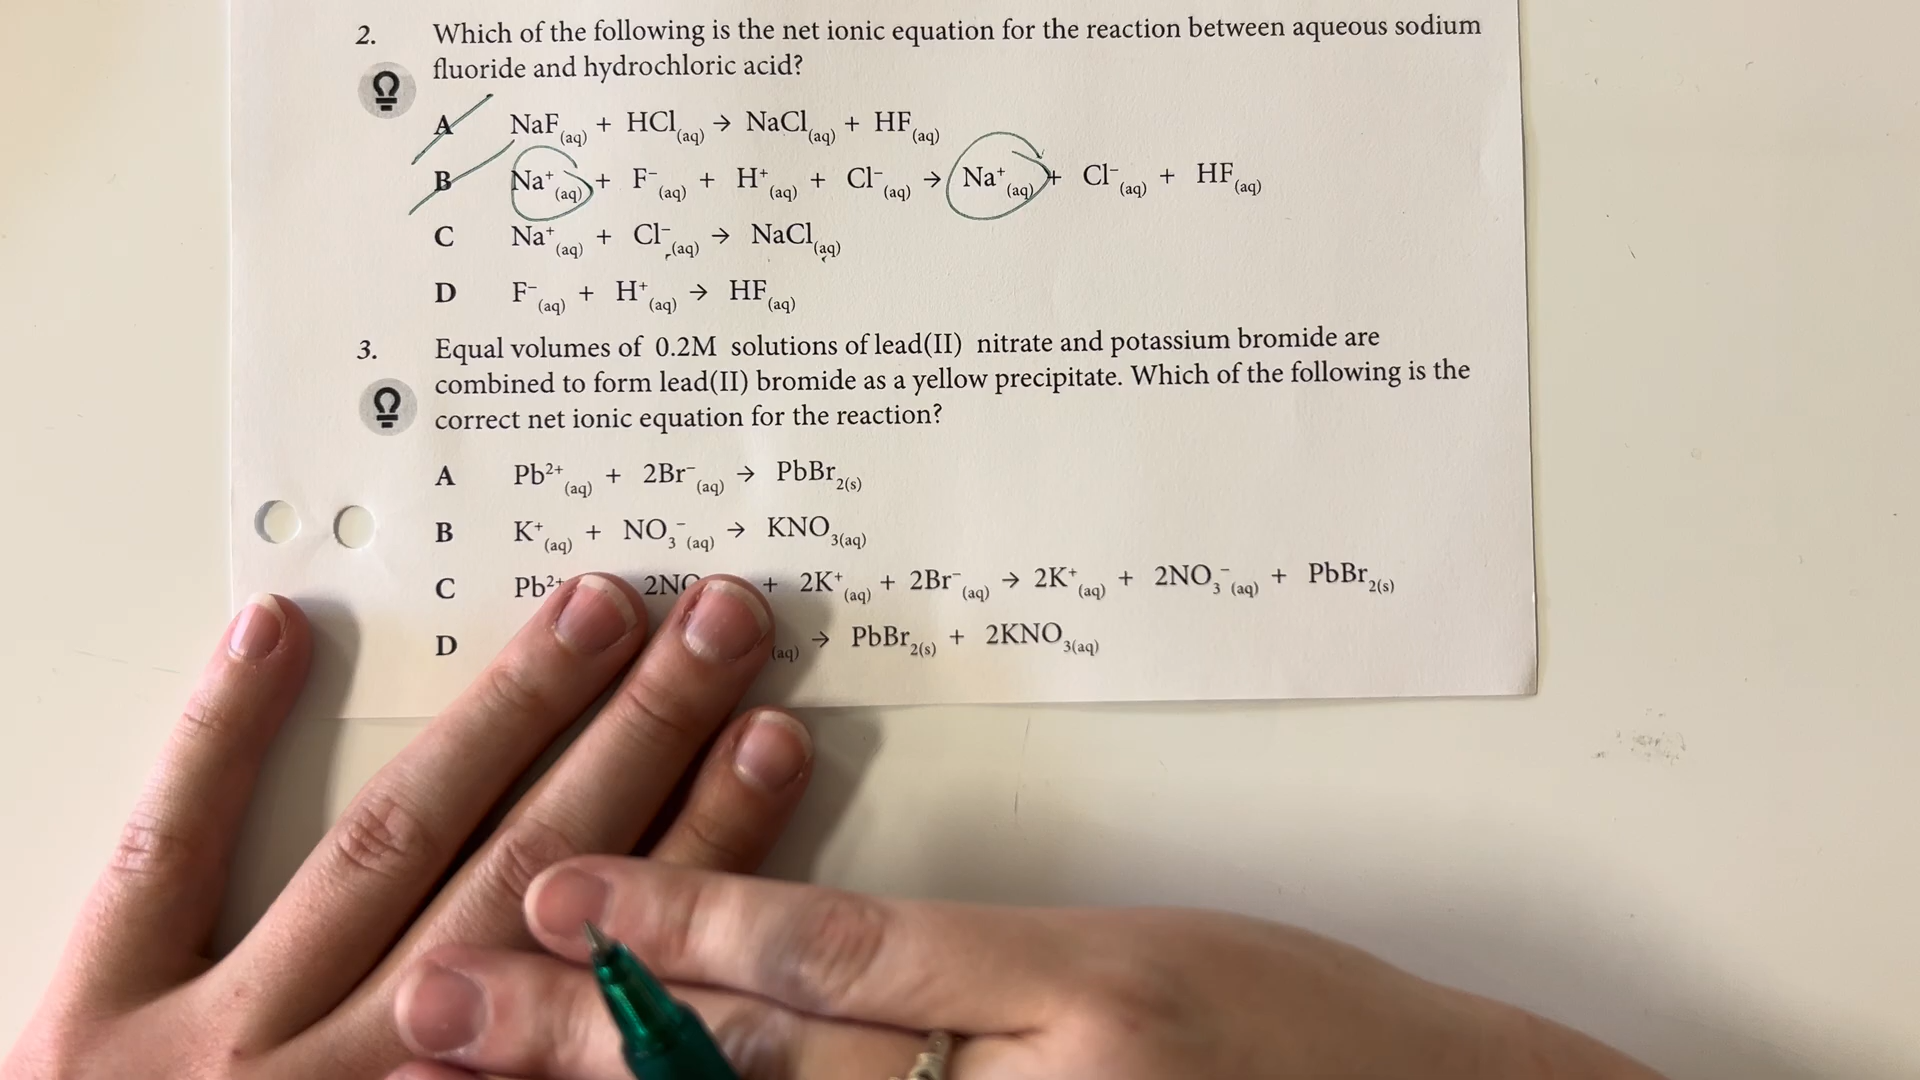 2. Which of the following is the net ionic equation for the reaction between aqueous sodium
fluoride and hydrochloric acid?
A NaF(aq) + HCl(aq) → NaCl(aq) + HF(aq)
B Na⁺(aq) + F⁻(aq) + H⁺(aq) + Cl⁻(aq) → Na⁺(aq) + Cl⁻(aq) + HF(aq)
C Na⁺(aq) + Cl⁻(aq) → NaCl(aq)
D F⁻(aq) + H⁺(aq) → HF(aq)
3. Equal volumes of 0.2M solutions of lead(II) nitrate and potassium bromide are
combined to form lead(II) bromide as a yellow precipitate. Which of the following is the
correct net ionic equation for the reaction?
A Pb²⁺(aq) + 2Br⁻(aq) → PbBr₂(s)
B K⁺(aq) + NO₃⁻(aq) → KNO₃(aq)
C Pb²⁺ 2NO + 2K⁺(aq) + 2Br⁻(aq) → 2K⁺(aq) + 2NO₃⁻(aq) + PbBr₂(s)
D (aq) → PbBr₂(s) + 2KNO₃(aq)